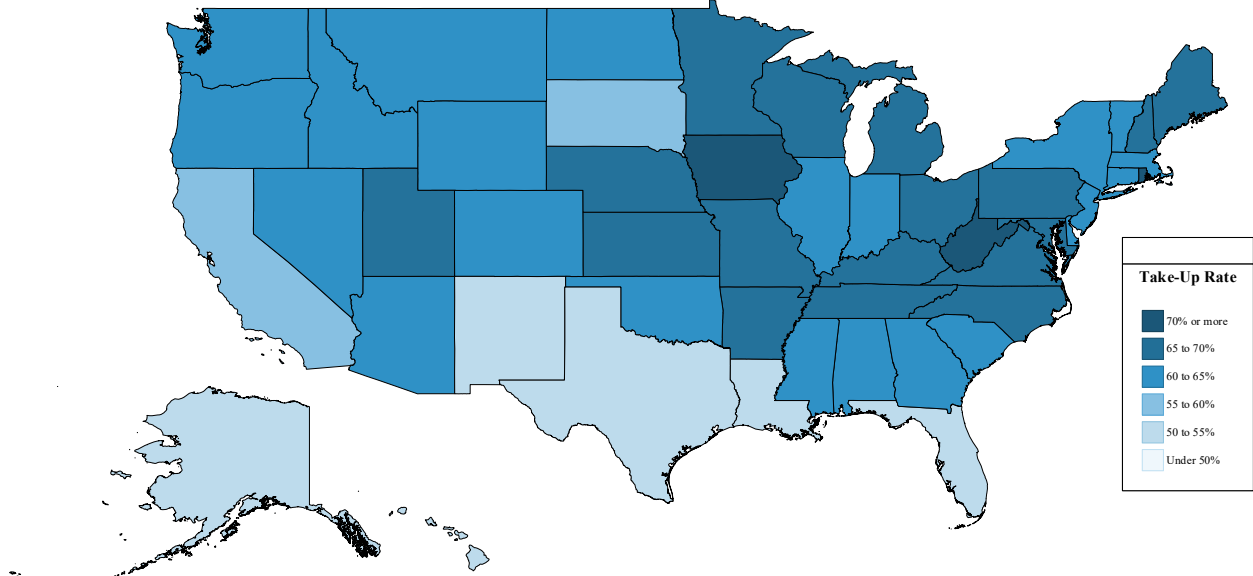 Take-Up Rate
70% or more
65 to 70%
60 to 65%
55 to 60%
50 to 55%
Under 50%